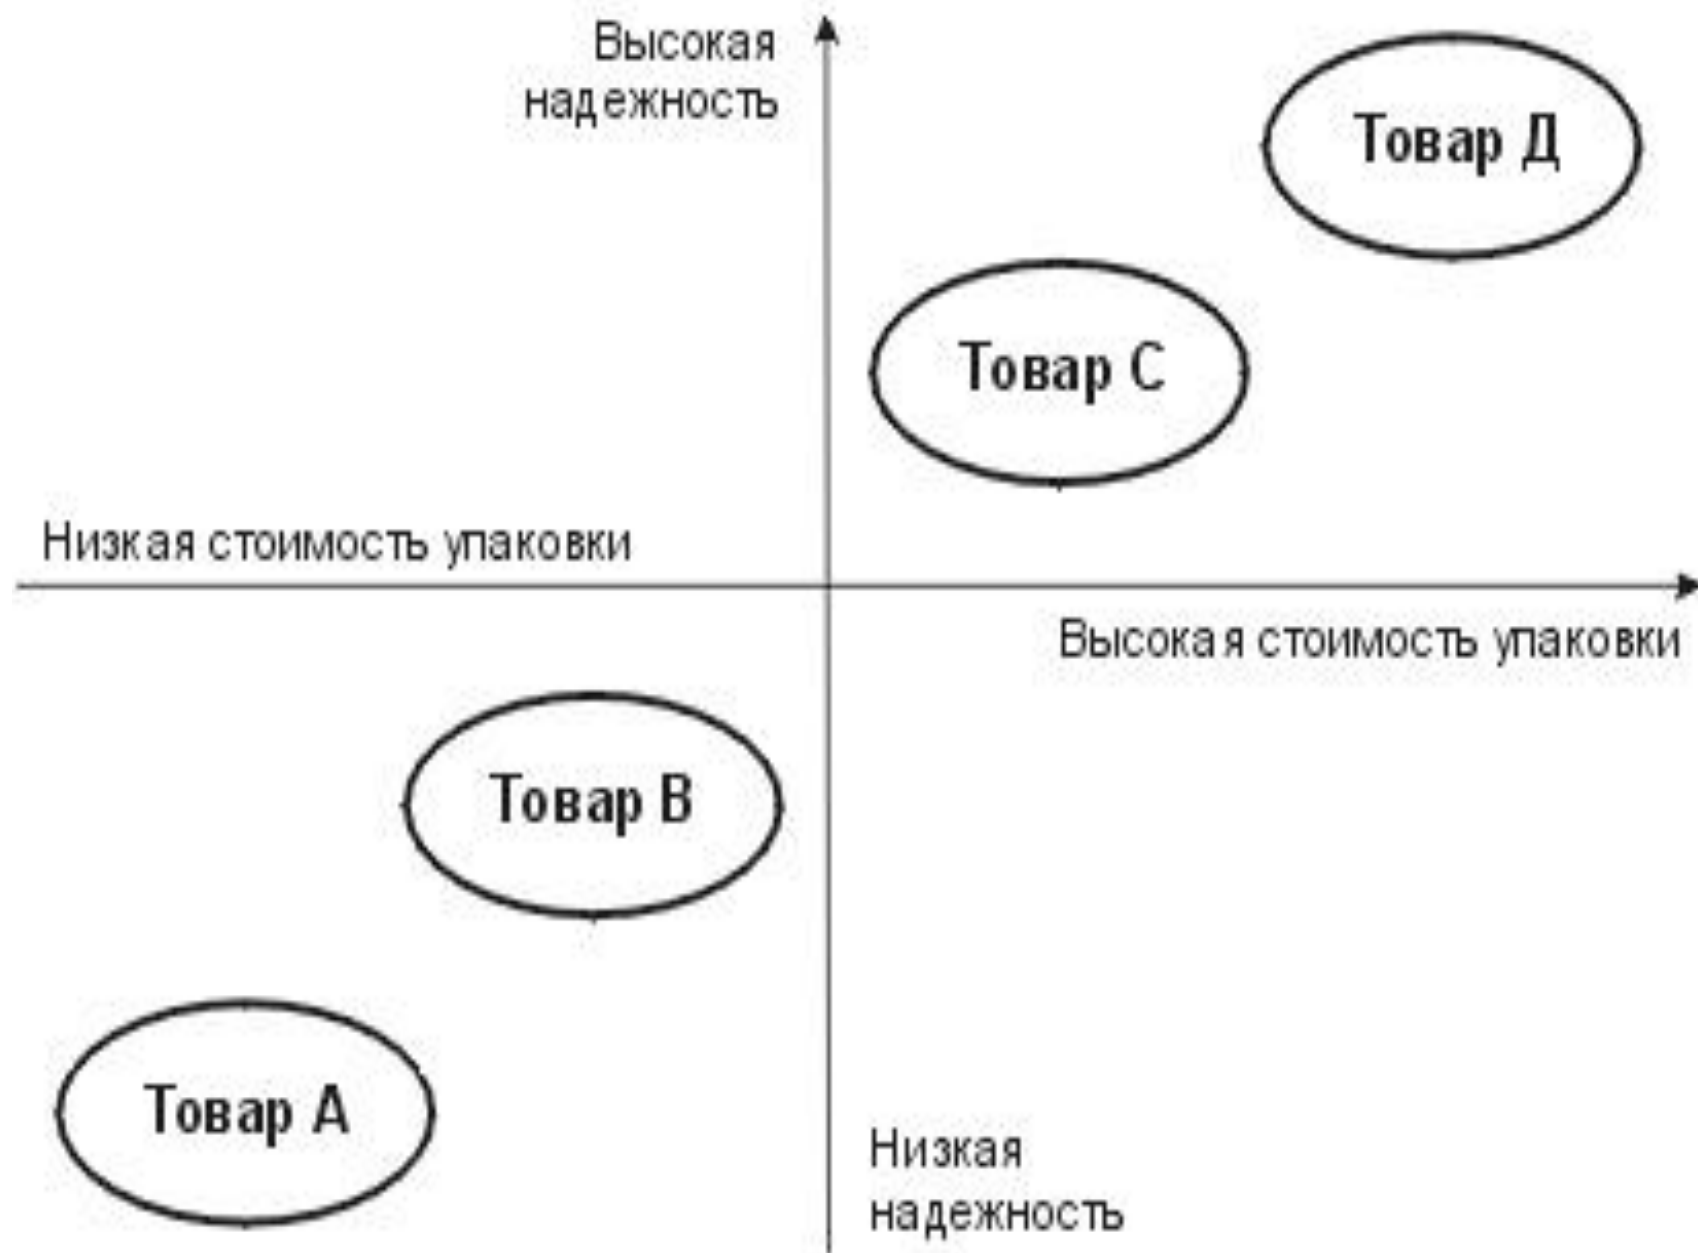 Высокая
надежность
Товар Д
Товар С
Низкая стоимость упаковки
Высокая стоимость упаковки
Товар В
Товар А
Низкая
надежность